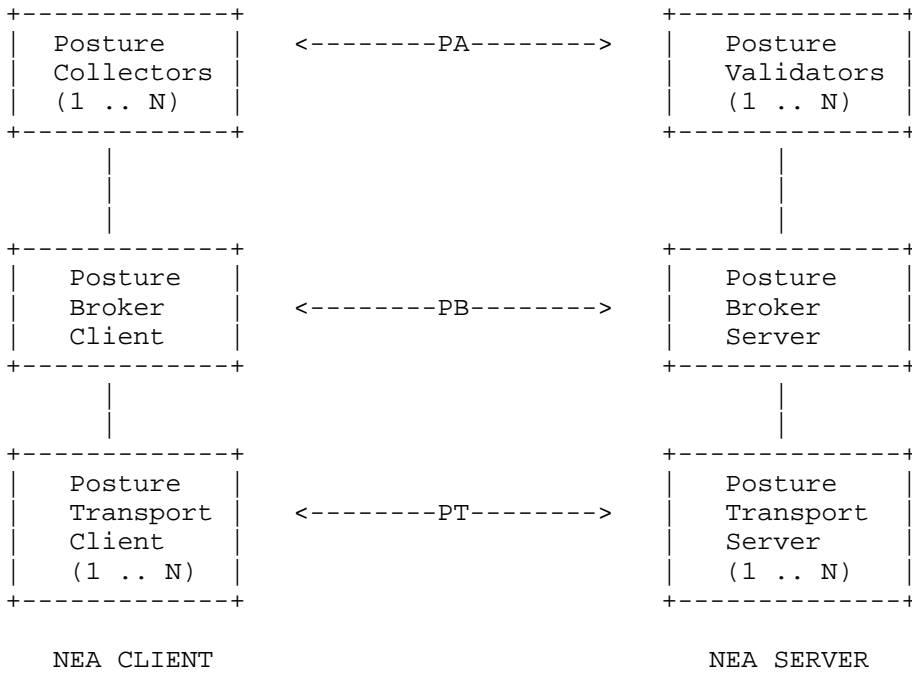 Posture <--------PA--------> Posture
Collectors Validators
(1 .. N) (1 .. N)
Posture Posture
Broker <--------PB--------> Broker
Client Server
Posture Posture
Transport <--------PT--------> Transport
Client Server
(1 .. N) (1 .. N)
NEA CLIENT NEA SERVER